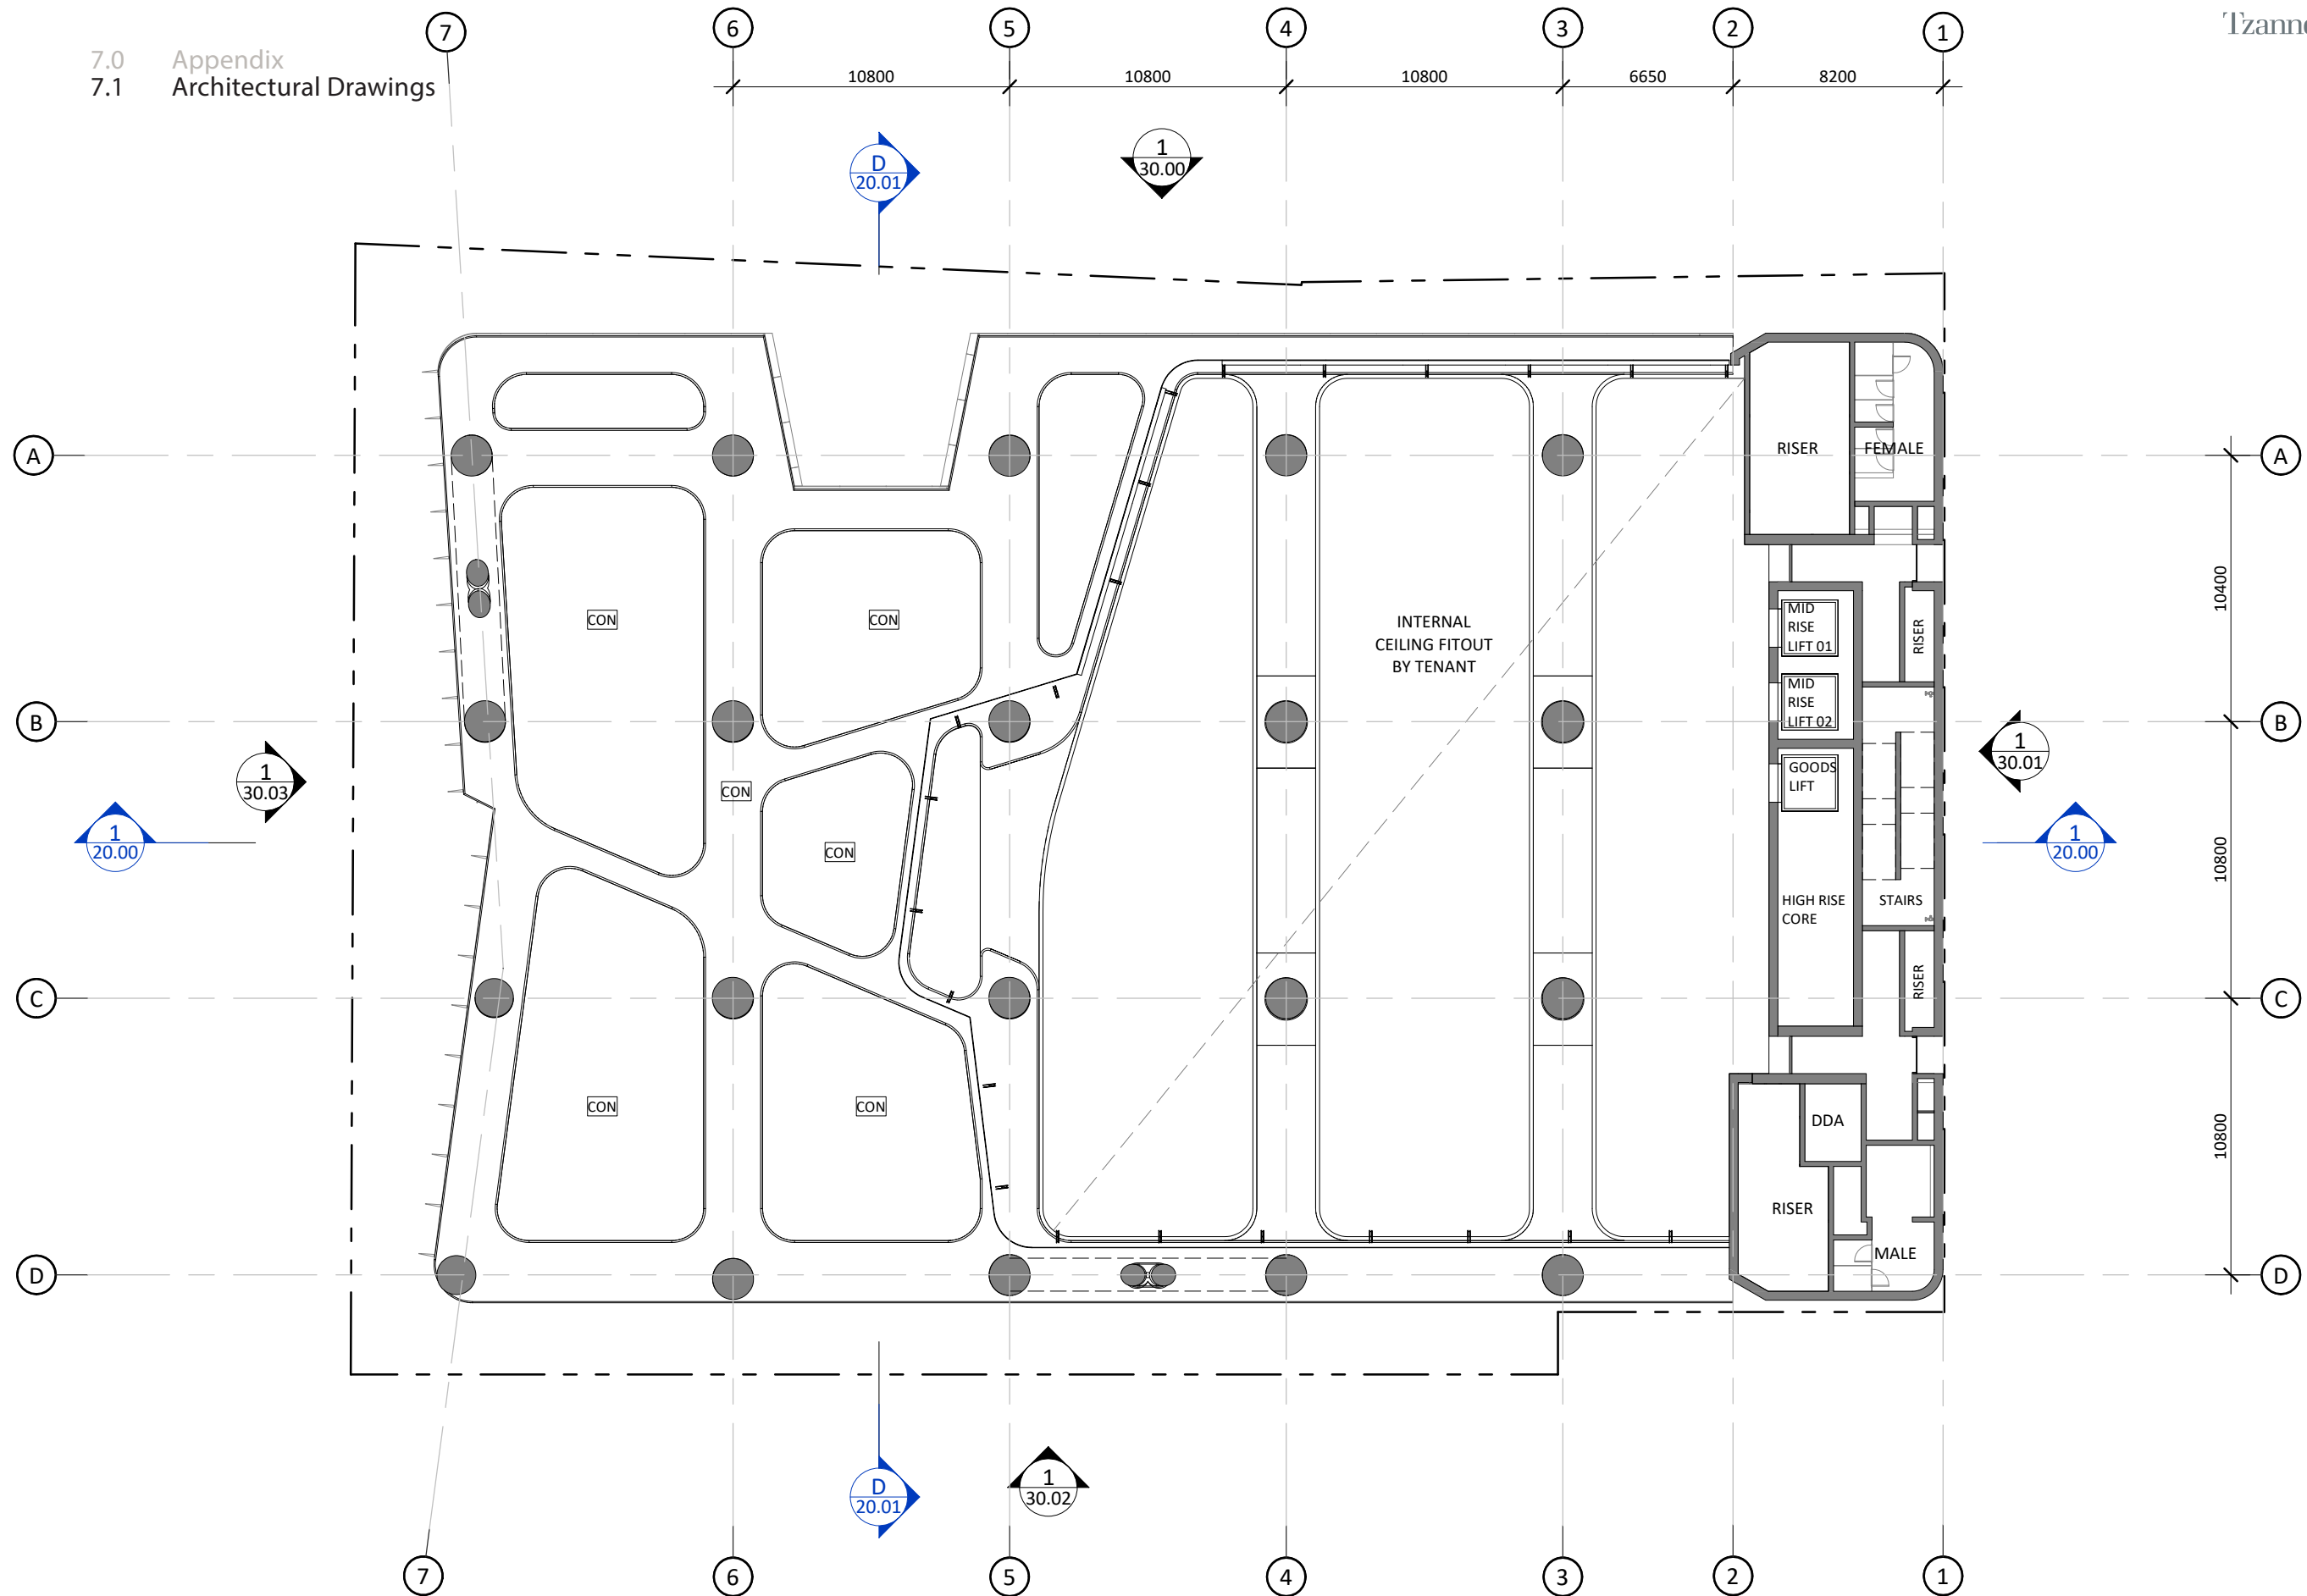 Tzanne
7.0 Appendix
7.1 Architectural Drawings
7 6 5 4 3 2 1
10800 10800 10800 6650 8200
D
20.01
1
30.00
A
RISER
FEMALE
A
10400
CON
CON
INTERNAL
CEILING FITOUT
BY TENANT
MID
RISE
LIFT 01
RISER
MID
RISE
LIFT 02
B
B
1
30.03
1
30.01
CON
GOODS
LIFT
1
20.00
CON
1
20.00
10800
HIGH RISE
CORE
STAIRS
C
RISER
C
CON
CON
DDA
10800
RISER
MALE
D
D
D
20.01
1
30.02
7 6 5 4 3 2 1